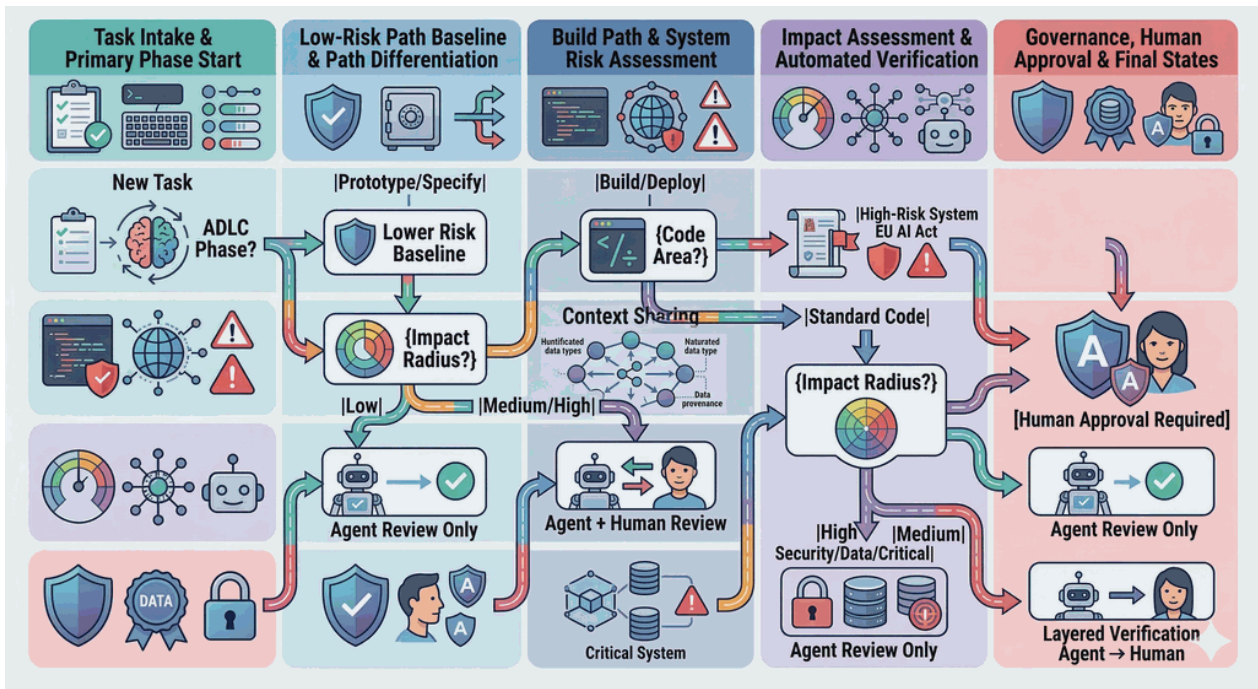 Task Intake &
Primary Phase Start
Low-Risk Path Baseline
& Path Differentiation
Build Path & System
Risk Assessment
Impact Assessment &
Automated Verification
Governance, Human
Approval & Final States
New Task
ADLC
Phase?
|Prototype/Specify|
Lower Risk
Baseline
|Build/Deploy|
{Code
Area?}
|High-Risk System
EU AI Act
{Impact
Radius?}
Context Sharing
Huntificated
data types
Naturated
data type
Data
provenance
|Standard Code|
{Impact Radius?}
A
A
[Human Approval Required]
|Low|
|Medium/High|
Agent Review Only
Agent + Human Review
Agent Review Only
|High
Security/Data/Critical|
|Medium|
Agent Review Only
DATA
A
A
Critical System
Layered Verification
Agent → Human
A